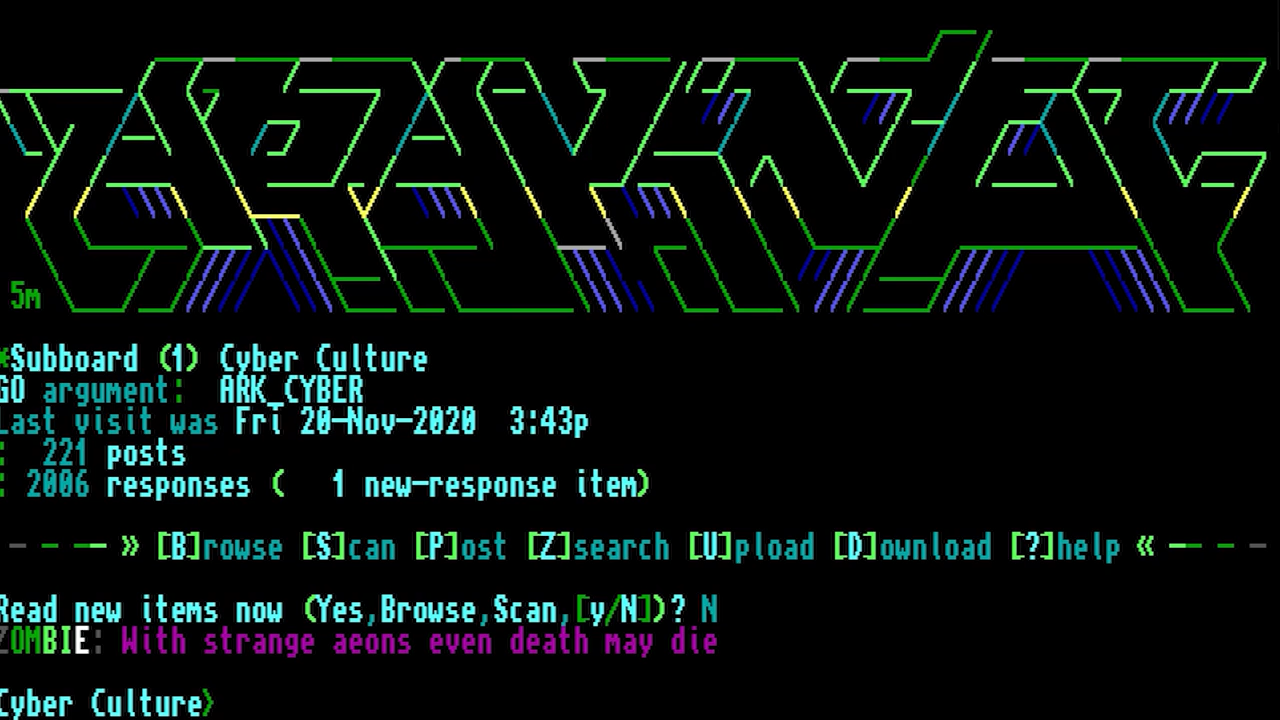 ARAKNET
5m
*Subboard (1) Cyber Culture
GO argument: ARK_CYBER
Last visit was Fri 20-Nov-2020 3:43p
: 221 posts
: 2006 responses ( 1 new-response item)
- - -- » [B]rowse [S]can [P]ost [Z]search [U]pload [D]ownload [?]help « -- - -
Read new items now (Yes,Browse,Scan,[y/N])? N
ZOMBIE: With strange aeons even death may die
Cyber Culture>